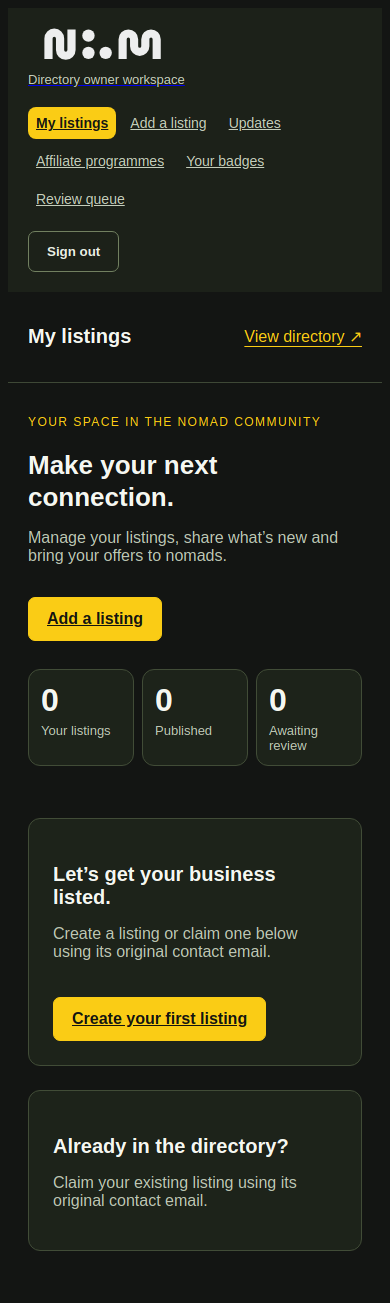 N::M
Directory owner workspace
My listings Add a listing Updates
Affiliate programmes Your badges
Review queue
Sign out
My listings View directory ↗
YOUR SPACE IN THE NOMAD COMMUNITY
Make your next
connection.
Manage your listings, share what’s new and
bring your offers to nomads.
Add a listing
0 0 0
Your listings Published Awaiting
review
Let’s get your business
listed.
Create a listing or claim one below
using its original contact email.
Create your first listing
Already in the directory?
Claim your existing listing using its
original contact email.